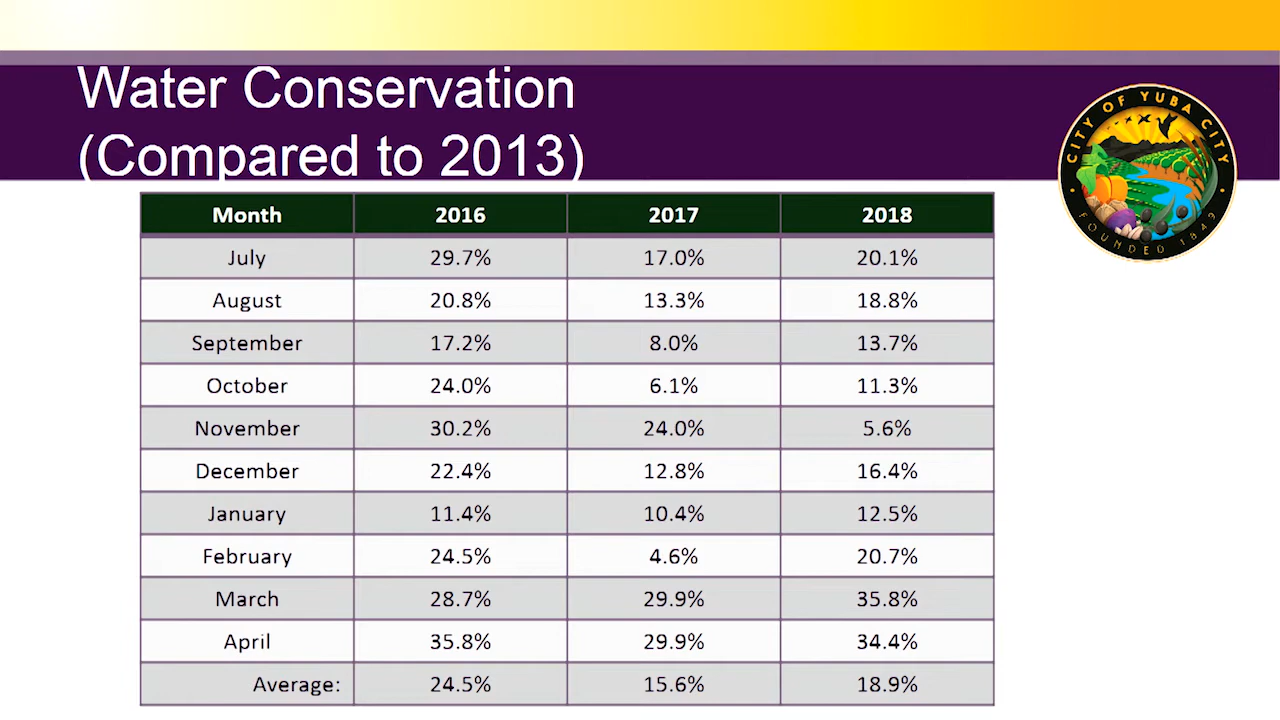 Water Conservation
(Compared to 2013)
CITY OF YUBA CITY
FOUNDED 1849
Month 2016 2017 2018
July 29.7% 17.0% 20.1%
August 20.8% 13.3% 18.8%
September 17.2% 8.0% 13.7%
October 24.0% 6.1% 11.3%
November 30.2% 24.0% 5.6%
December 22.4% 12.8% 16.4%
January 11.4% 10.4% 12.5%
February 24.5% 4.6% 20.7%
March 28.7% 29.9% 35.8%
April 35.8% 29.9% 34.4%
Average: 24.5% 15.6% 18.9%